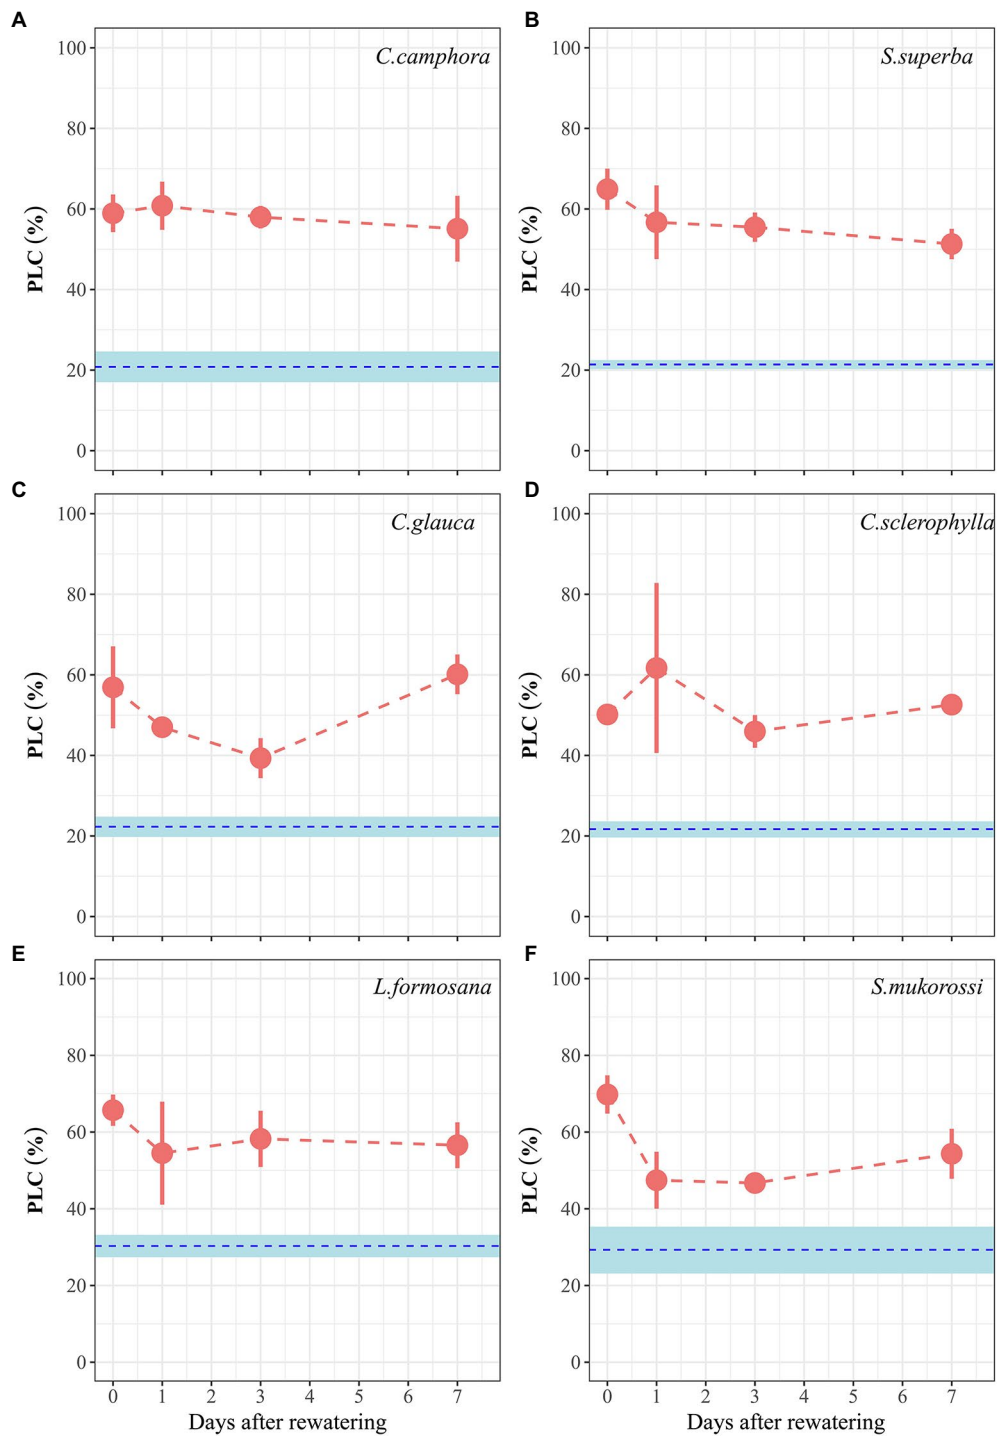 A
B
C.camphora
S.superba
PLC (%)
PLC (%)
100
80
60
40
20
0
100
80
60
40
20
0
C
D
C.glauca
C.sclerophylla
PLC (%)
PLC (%)
100
80
60
40
20
0
100
80
60
40
20
0
E
F
L.formosana
S.mukorossi
PLC (%)
PLC (%)
100
80
60
40
20
0
100
80
60
40
20
0
0 1 2 3 4 5 6 7
0 1 2 3 4 5 6 7
Days after rewatering
Days after rewatering